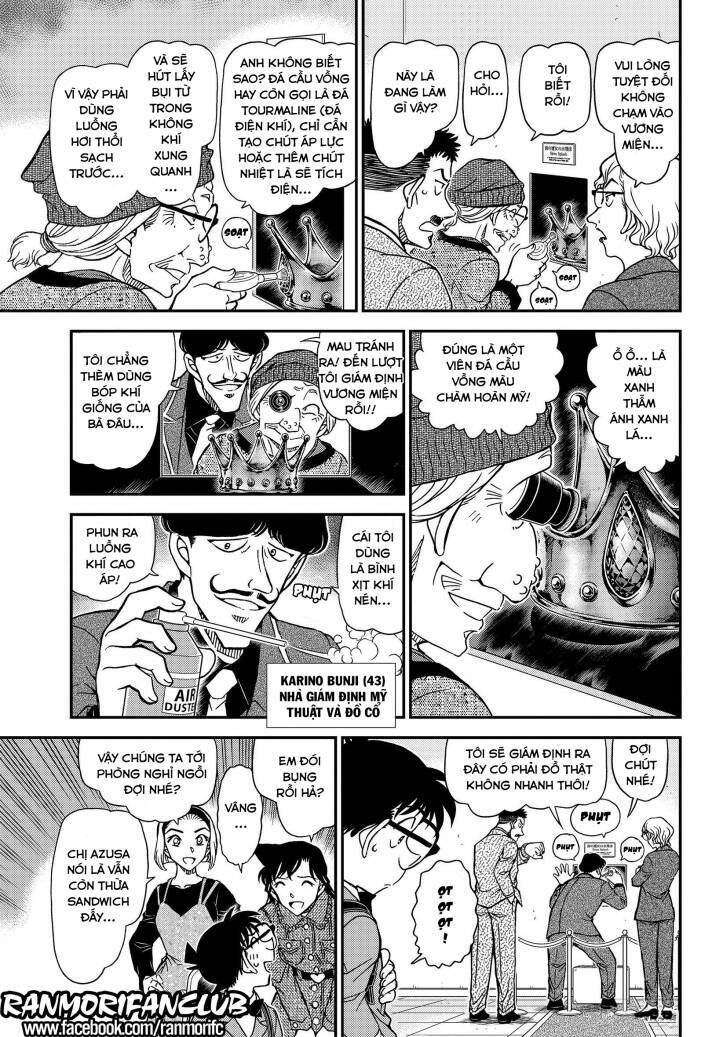 VUI LÒNG
TUYỆT ĐỐI
KHÔNG
CHẠM VÀO
VƯƠNG
MIỆN...
TÔI
BIẾT
RỒI!
CHO
HỎI...
NÀY LÀ
ĐANG LÀM
GÌ VẬY?
SOẠT
SOẠT
SOẠT
ANH KHÔNG BIẾT
SAO? ĐÁ CẦU VỒNG
HAY CÒN GỌI LÀ ĐÁ
TOURMALINE (ĐÁ
ĐIỆN KHÍ), CHỈ CẦN
TẠO CHÚT ÁP LỰC
HOẶC THÊM CHÚT
NHIỆT LÀ SẼ TÍCH
ĐIỆN...
VÀ SẼ
HÚT LẤY
BỤI TỪ
TRONG
KHÔNG
KHÍ
XUNG
QUANH
...
VÌ VẬY PHẢI
DÙNG
LUỒNG
HƠI THỔI
SẠCH
TRƯỚC...
SOẠT
Ồ Ồ... LÀ
MÀU
XANH
THẪM
ÁNH XANH
LÁ...
ĐÚNG LÀ MỘT
VIÊN ĐÁ CẦU
VỒNG MÀU
CHÀM HOÀN MỸ!
MAU TRÁNH
RA! ĐẾN LƯỢT
TÔI GIÁM ĐỊNH
VƯƠNG MIỆN
RỒI!!
TÔI CHẲNG
THÈM DÙNG
BÓP KHÍ
GIỐNG CỦA
BÀ ĐÂU...
CÁI TÔI
DÙNG
LÀ BÌNH
XỊT KHÍ
NÉN...
PHUN RA
LUỒNG
KHÍ CAO
ÁP!
PHỤT
AIR
DUSTER
KARINO BUNJI (43)
NHÀ GIÁM ĐỊNH MỸ
THUẬT VÀ ĐỒ CỔ
ĐỢI
CHÚT
NHÉ!
TÔI SẼ GIÁM ĐỊNH RA
ĐÂY CÓ PHẢI ĐỒ THẬT
KHÔNG NHANH THÔI!
PHỤT
PHỤT
PHỤT
PHỤT
ỌT
ỌT
ỌT
!
EM ĐÓI
BỤNG
RỒI HẢ?
VÂNG
...
VẬY CHÚNG TA TỚI
PHÒNG NGHỈ NGỒI
ĐỢI NHÉ?
CHỊ AZUSA
NÓI LÀ VẪN
CÒN THỪA
SANDWICH
ĐẤY...
RANMORIFANCLUB
www.facebook.com/ranmorifc